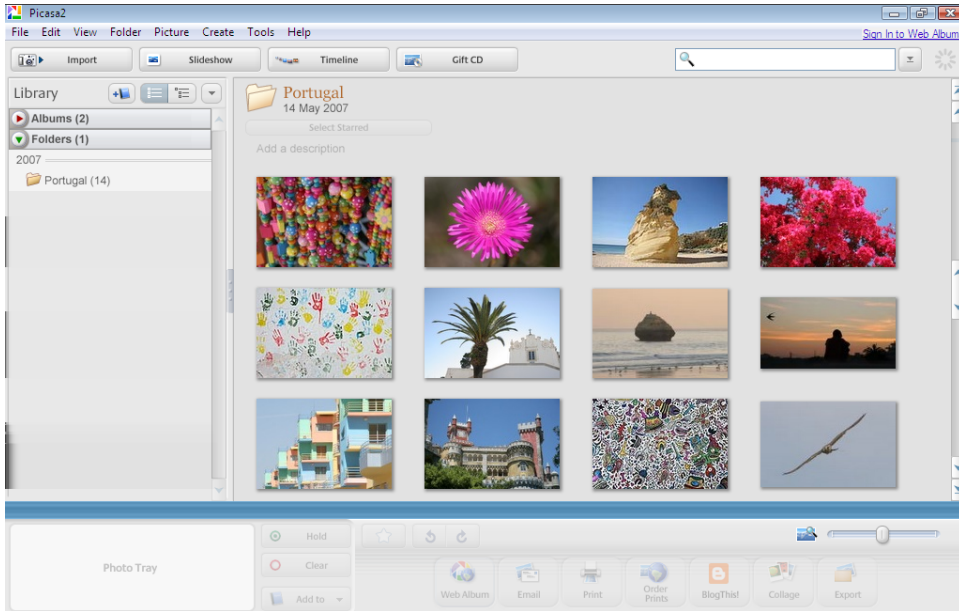 Picasa2
File Edit View Folder Picture Create Tools Help
Sign In to Web Album
Import Slideshow Timeline Gift CD
Library
Albums (2)
Folders (1)
2007
Portugal (14)
Portugal
14 May 2007
Select Starred
Add a description
Photo Tray
Hold
Clear
Add to
Web Album Email Print Order Prints BlogThis! Collage Export